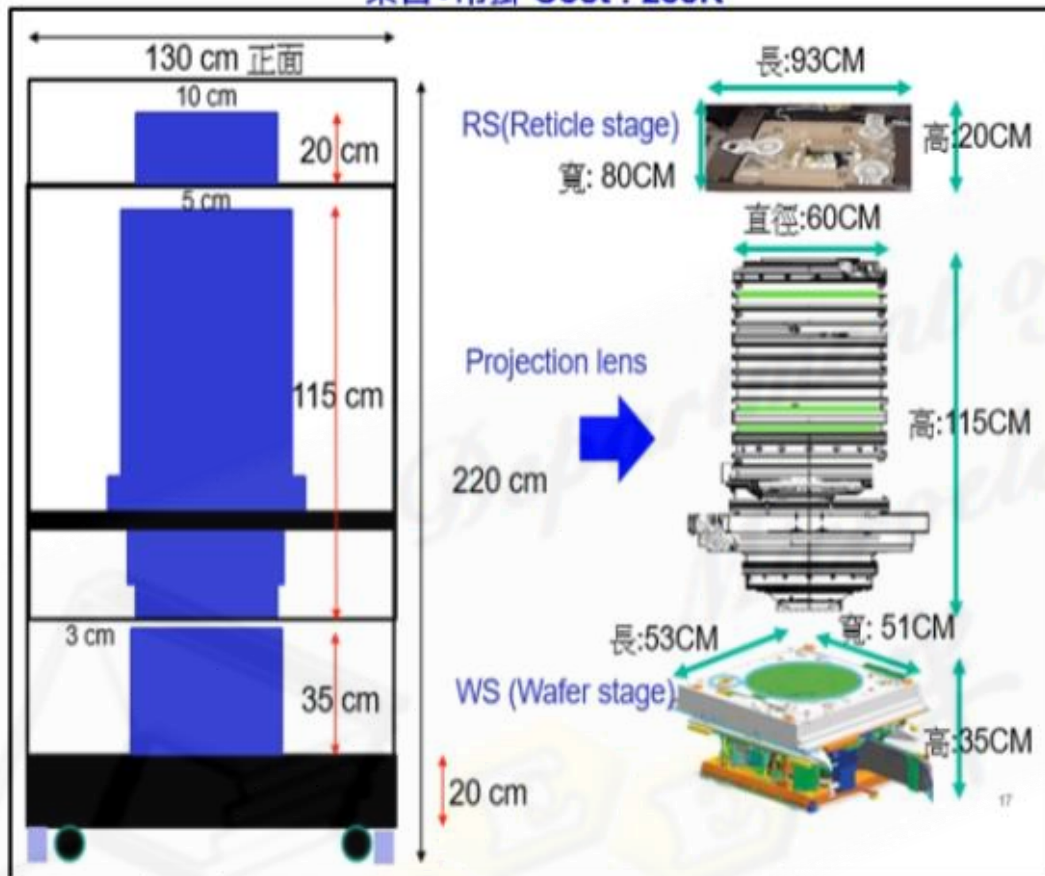 130 cm 正面
10 cm
20 cm
5 cm
115 cm
220 cm
3 cm
35 cm
20 cm
長:93CM
RS(Reticle stage)
高:20CM
寬: 80CM
直徑:60CM
Projection lens
高:115CM
長:53CM
寬: 51CM
WS (Wafer stage)
高:35CM
17